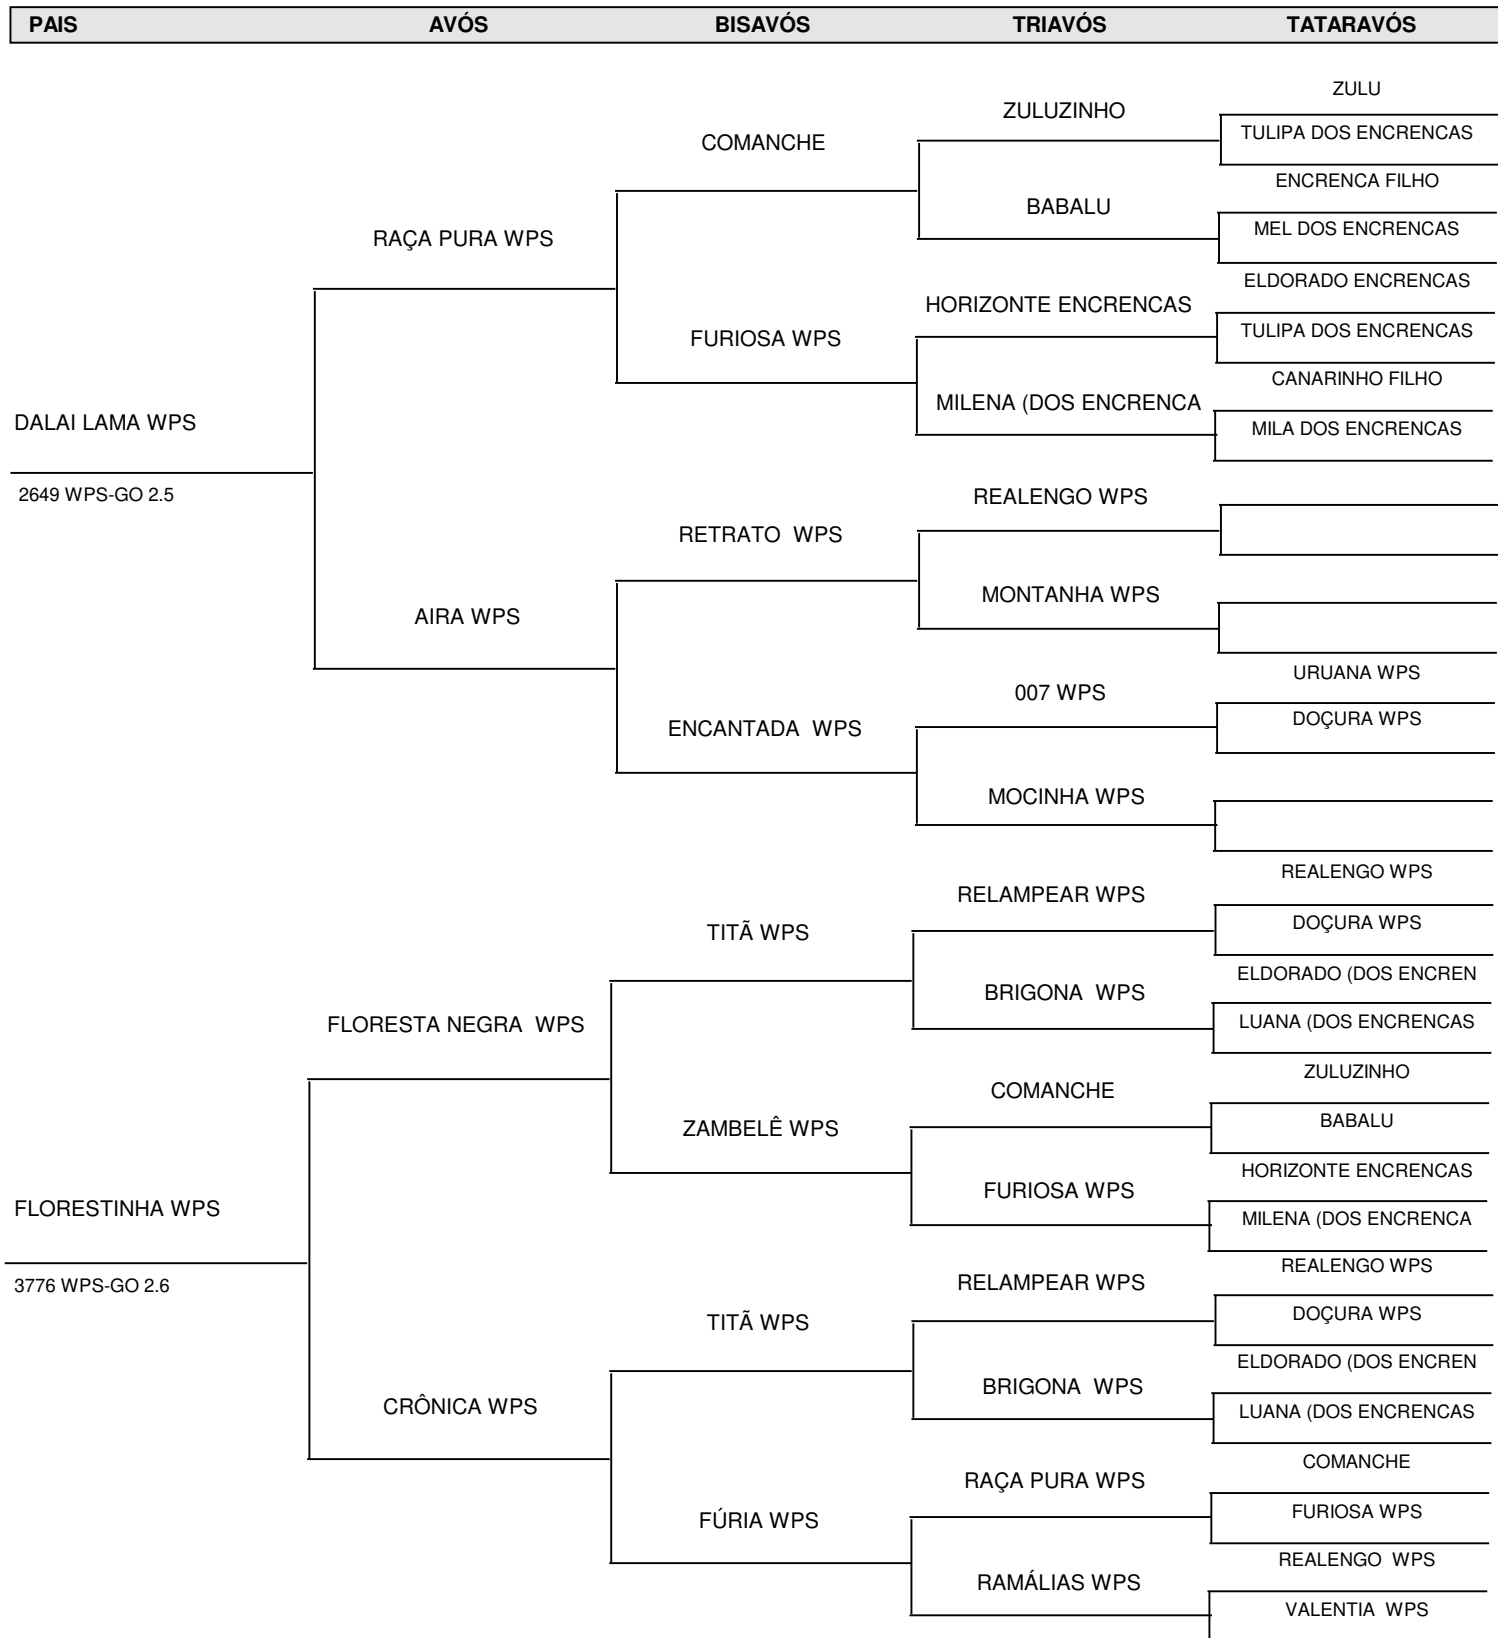 PAIS AVÓS BISAVÓS TRIAVÓS TATARAVÓS
ZULU
ZULUZINHO
TULIPA DOS ENCRENCAS
COMANCHE
ENCRENCA FILHO
BABALU
MEL DOS ENCRENCAS
RAÇA PURA WPS
ELDORADO ENCRENCAS
HORIZONTE ENCRENCAS
TULIPA DOS ENCRENCAS
FURIOSA WPS
CANARINHO FILHO
MILENA (DOS ENCRENCA
MILA DOS ENCRENCAS
DALAI LAMA WPS
2649 WPS-GO 2.5
REALENGO WPS
RETRATO  WPS
MONTANHA WPS
AIRA WPS
URUANA WPS
007 WPS
DOÇURA WPS
ENCANTADA  WPS
MOCINHA WPS
REALENGO WPS
RELAMPEAR WPS
DOÇURA WPS
TITÃ WPS
ELDORADO (DOS ENCREN
BRIGONA  WPS
LUANA (DOS ENCRENCAS
FLORESTA NEGRA  WPS
ZULUZINHO
COMANCHE
BABALU
ZAMBELÊ WPS
HORIZONTE ENCRENCAS
FURIOSA WPS
MILENA (DOS ENCRENCA
FLORESTINHA WPS
3776 WPS-GO 2.6
REALENGO WPS
RELAMPEAR WPS
DOÇURA WPS
TITÃ WPS
ELDORADO (DOS ENCREN
BRIGONA  WPS
LUANA (DOS ENCRENCAS
CRÔNICA WPS
COMANCHE
RAÇA PURA WPS
FURIOSA WPS
FÚRIA WPS
REALENGO  WPS
RAMÁLIAS WPS
VALENTIA  WPS